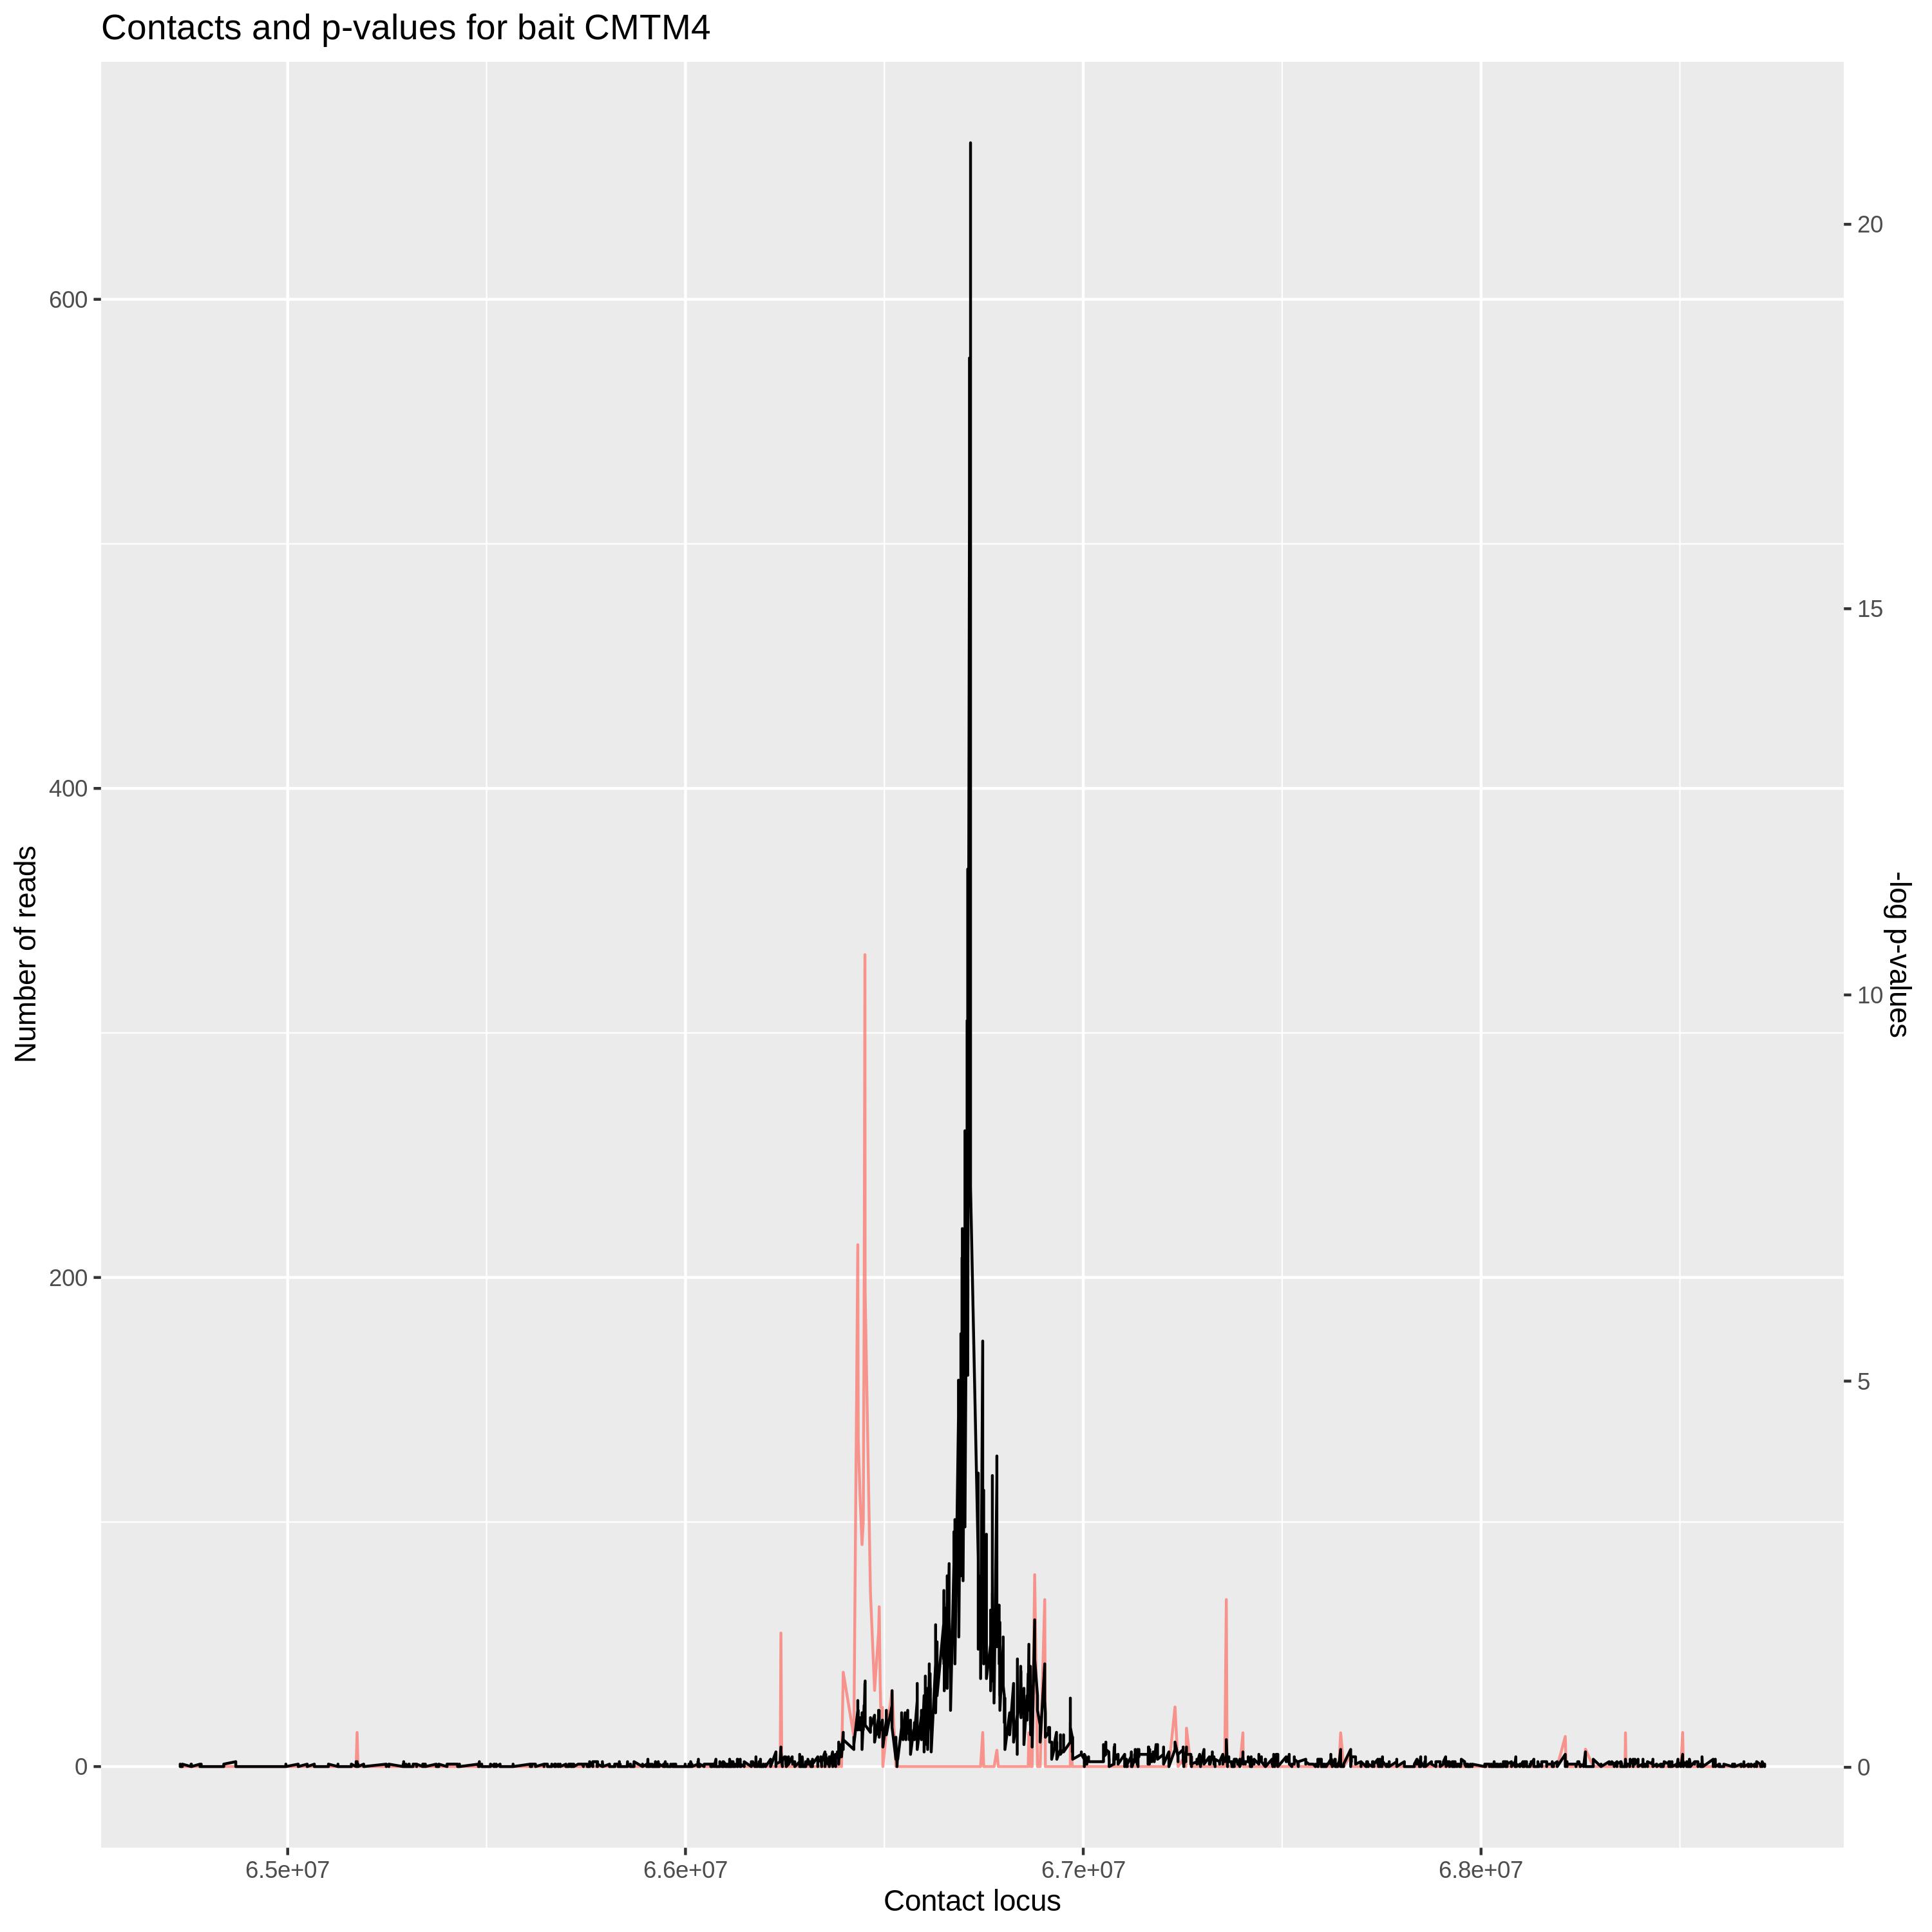 Contacts and p-values for bait CMTM4
600
400
200
0
Number of reads
20
15
10
5
0
-log p-values
6.5e+07
6.6e+07
6.7e+07
6.8e+07
Contact locus